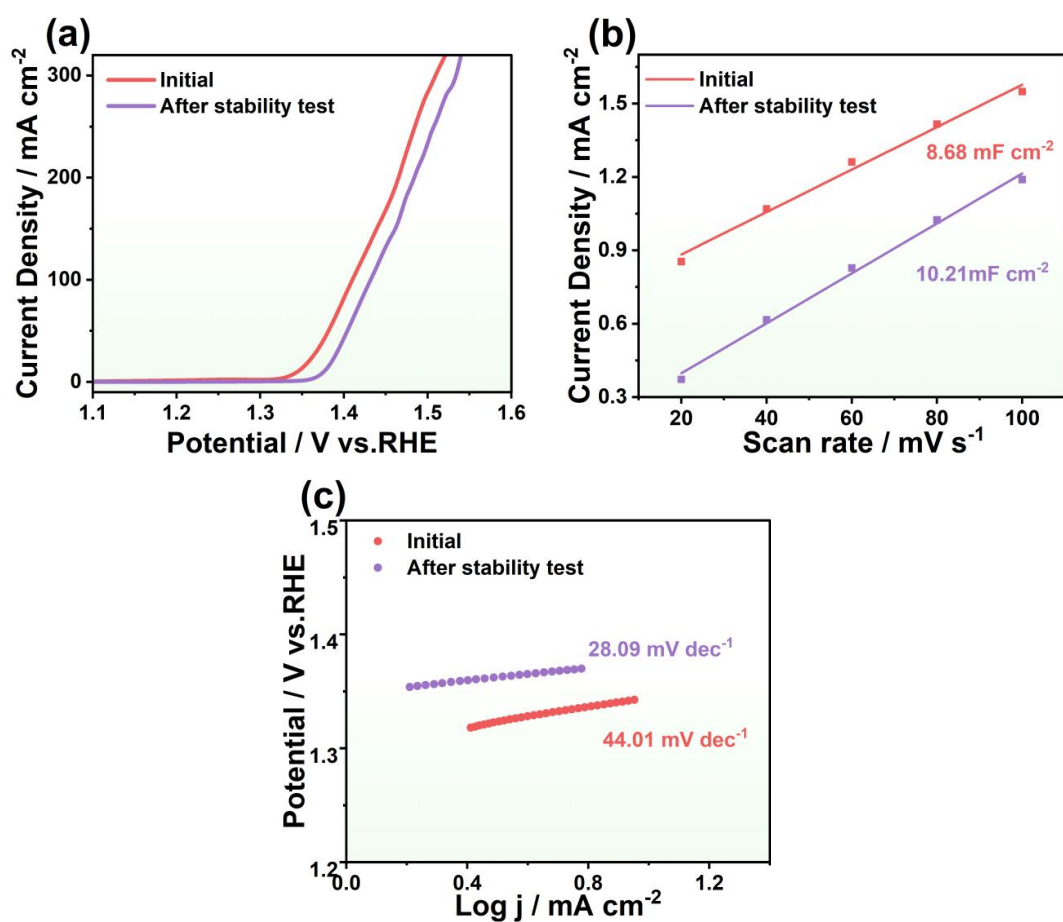 (a)
Current Density / mA cm⁻²
300
200
100
0
Initial
After stability test
1.1 1.2 1.3 1.4 1.5 1.6
Potential / V vs.RHE
(b)
Current Density / mA cm⁻²
1.5
1.2
0.9
0.6
0.3
Initial
After stability test
8.68 mF cm⁻²
10.21mF cm⁻²
20 40 60 80 100
Scan rate / mV s⁻¹
(c)
Potential / V vs.RHE
1.5
1.4
1.3
1.2
Initial
After stability test
28.09 mV dec⁻¹
44.01 mV dec⁻¹
0.0 0.4 0.8 1.2
Log j / mA cm⁻²